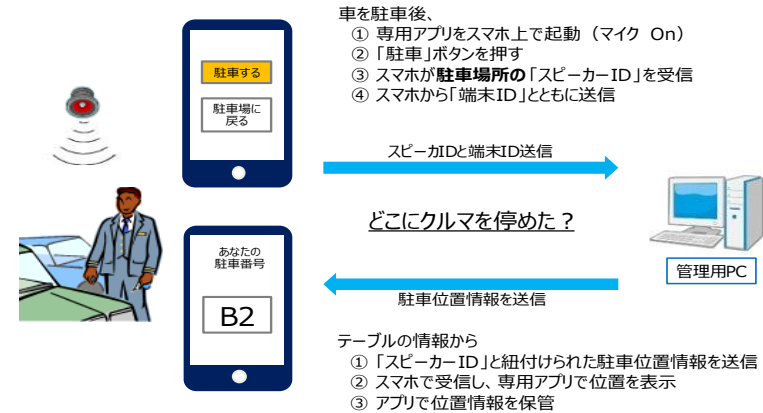 車を駐車後、
① 専用アプリをスマホ上で起動（マイク On）
② 「駐車」ボタンを押す
③ スマホが駐車場所の「スピーカーID」を受信
④ スマホから「端末ID」とともに送信
駐車する
駐車場に
戻る
スピーカIDと端末ID送信
どこにクルマを停めた？
管理用PC
あなたの
駐車番号
B2
駐車位置情報を送信
テーブルの情報から
① 「スピーカーID」と紐付けられた駐車位置情報を送信
② スマホで受信し、専用アプリで位置を表示
③ アプリで位置情報を保管